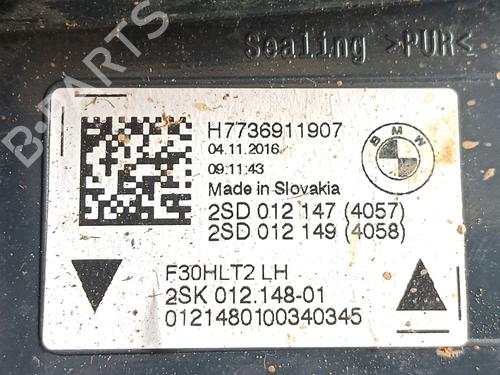 B-PARTS
Sealing >PUR<
H7736911907
04.11.2016
09:11:43
BMW
Made in Slovakia
2SD 012 147 (4057)
2SD 012 149 (4058)
F30HLT2 LH
2SK 012.148-01
0121480100340345